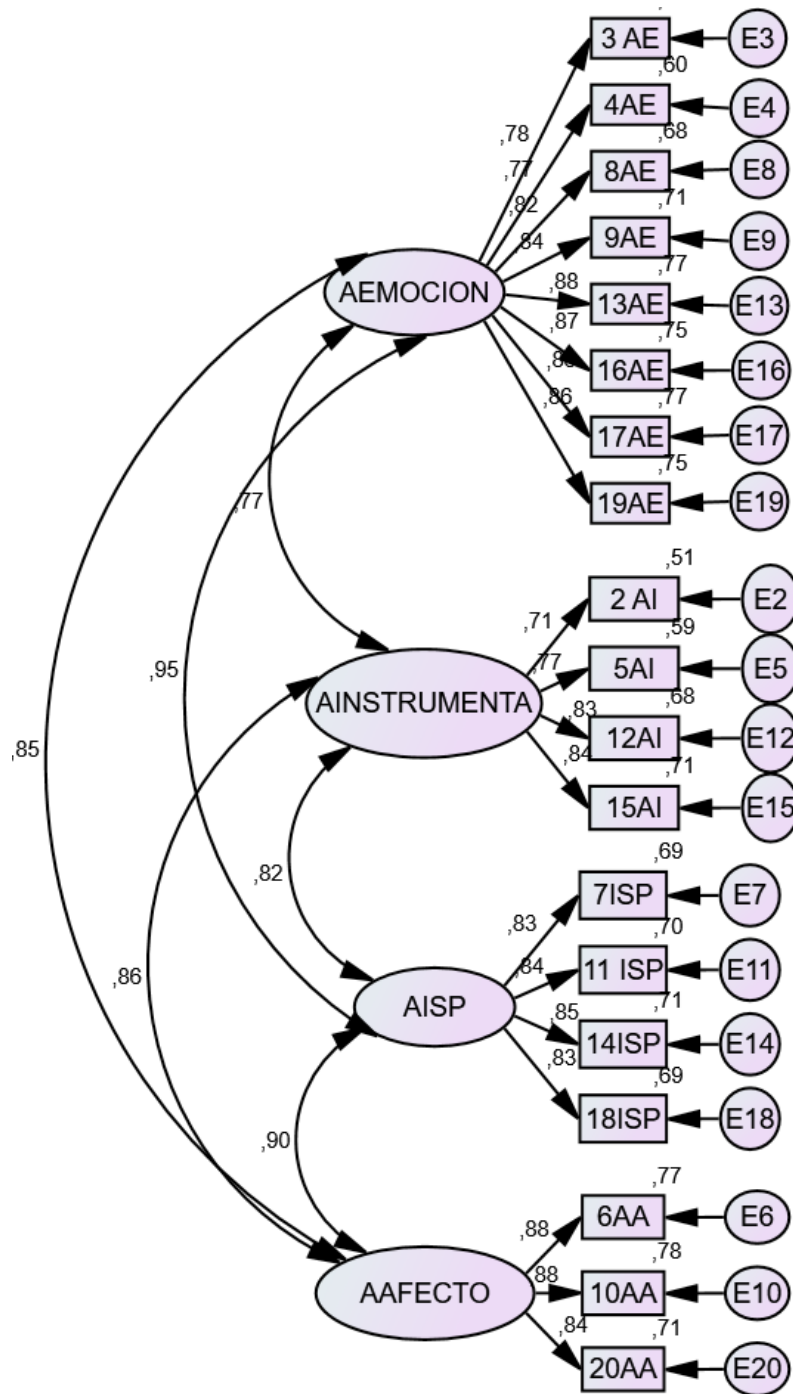 3 AE
E3
,60
4AE
E4
,78
,68
,77
8AE
E8
,71
,82
9AE
E9
,84
,77
AEMOCION
,88
13AE
E13
,87
,75
16AE
E16
,77
,86
17AE
E17
,75
19AE
E19
,77
,51
2 AI
E2
,71
,59
,77
5AI
E5
,95
,68
AINSTRUMENTA
,83
12AI
E12
,85
,84
,71
15AI
E15
,69
,82
7ISP
E7
,83
,70
,86
,84
11 ISP
E11
,71
AISP
,85
14ISP
E14
,83
,69
18ISP
E18
,90
,77
6AA
E6
,88
,78
88
AAFECTO
10AA
E10
,84
,71
20AA
E20